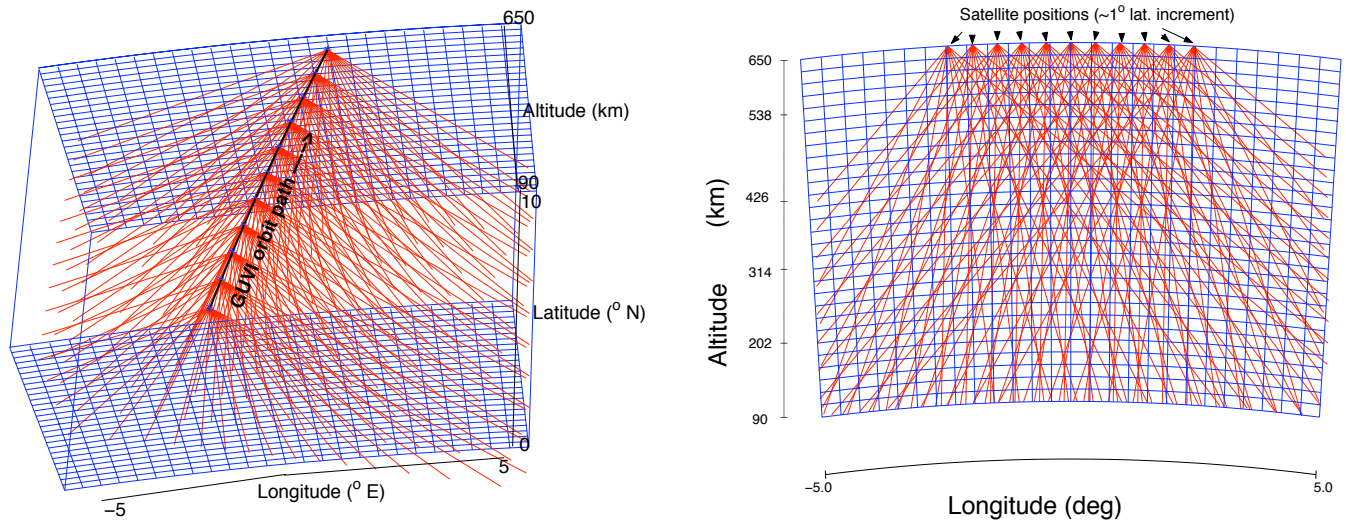 650
Altitude (km)
90
10
GUVI orbit path --->
Latitude (° N)
0
5
Longitude (° E)
−5
Satellite positions (~1° lat. increment)
650
538
426
314
202
90
Altitude (km)
−5.0
5.0
Longitude (deg)